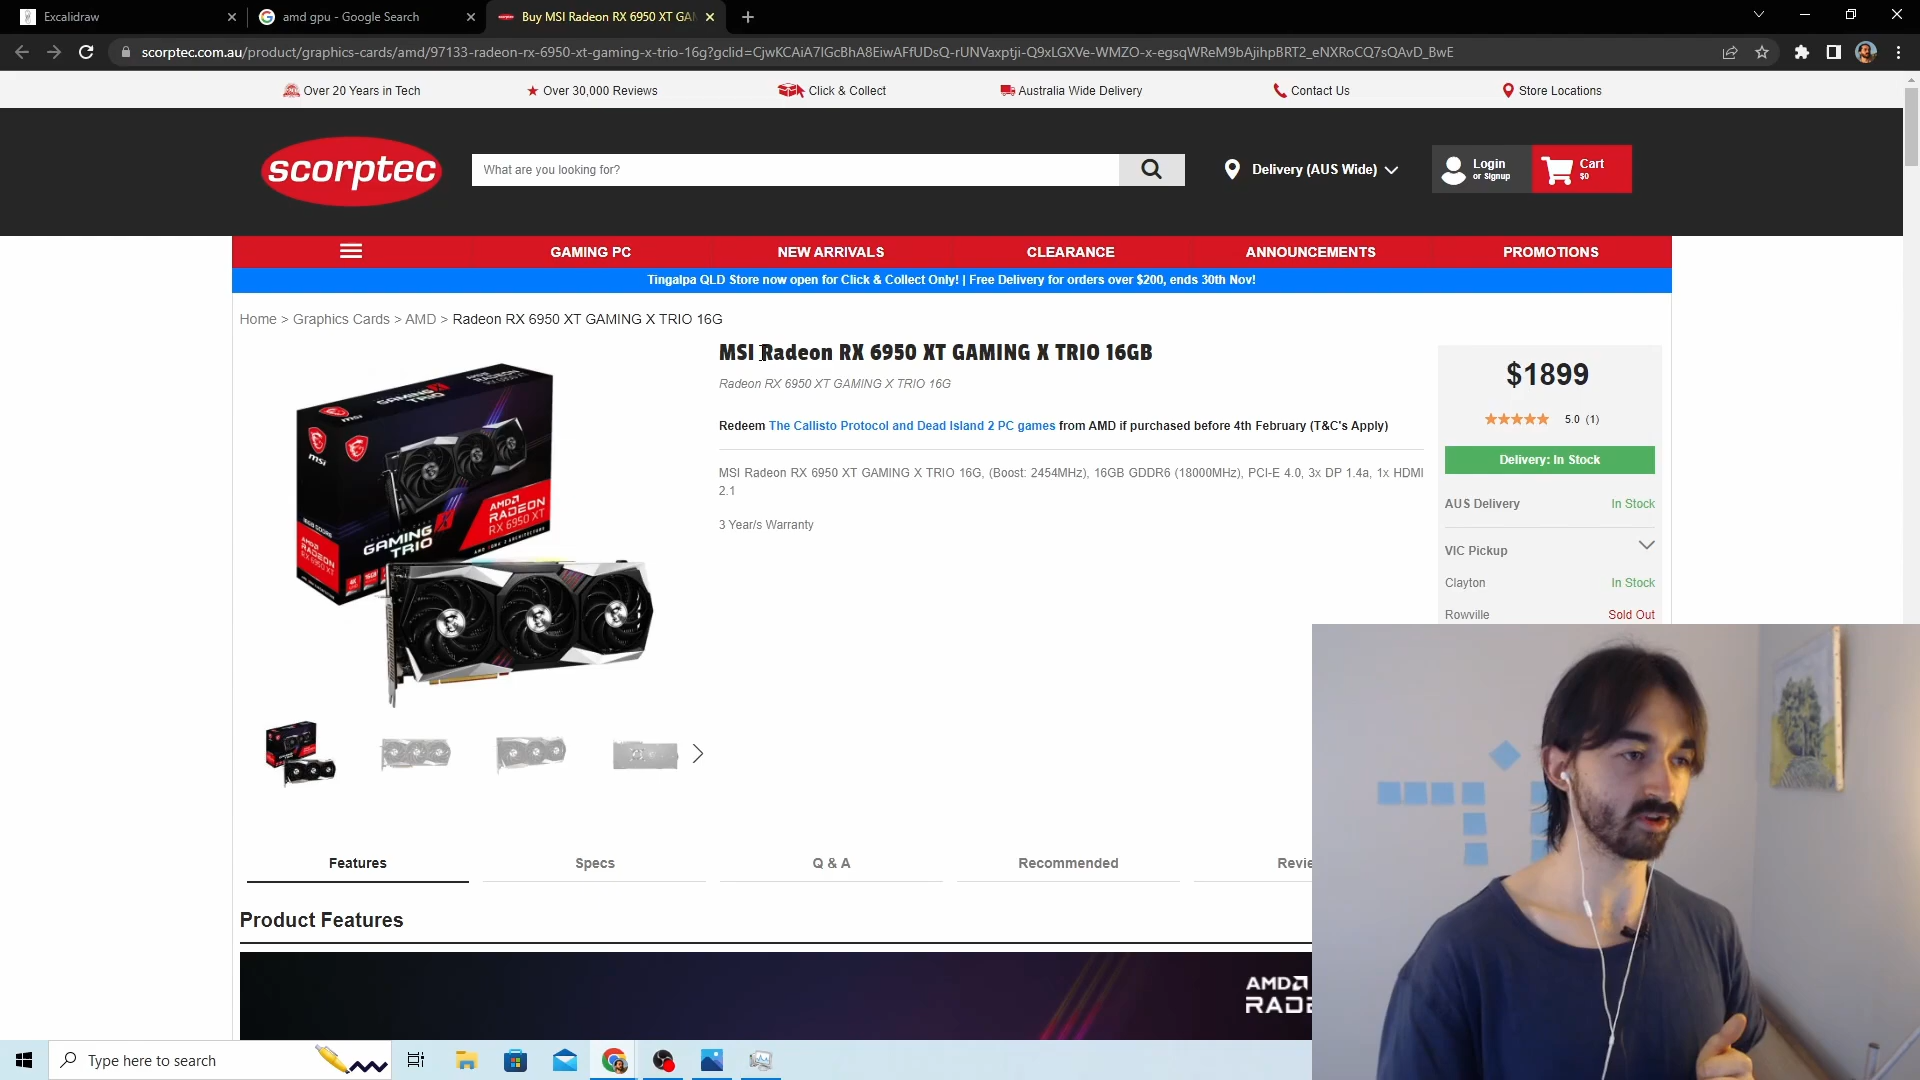 Excalidraw
amd gpu - Google Search
Buy MSI Radeon RX 6950 XT GAM
scorptec.com.au/product/graphics-cards/amd/97133-radeon-rx-6950-xt-gaming-x-trio-16g?gclid=CjwKCAiA7IGcBhA8EiwAFfUDsQ-rUNVaxptji-Q9xLGXVe-WMZO-x-egsqWReM9bAjihpBRT2_eNXRoCQ7sQAvD_BwE
Over 20 Years in Tech
Over 30,000 Reviews
Click & Collect
Australia Wide Delivery
Contact Us
Store Locations
scorptec
What are you looking for?
Delivery (AUS Wide)
Login
or Signup
Cart
$0
GAMING PC
NEW ARRIVALS
CLEARANCE
ANNOUNCEMENTS
PROMOTIONS
Tingalpa QLD Store now open for Click & Collect Only! | Free Delivery for orders over $200, ends 30th Nov!
Home > Graphics Cards > AMD > Radeon RX 6950 XT GAMING X TRIO 16G
MSI Radeon RX 6950 XT GAMING X TRIO 16GB
Radeon RX 6950 XT GAMING X TRIO 16G
Redeem The Callisto Protocol and Dead Island 2 PC games from AMD if purchased before 4th February (T&C's Apply)
MSI Radeon RX 6950 XT GAMING X TRIO 16G, (Boost: 2454MHz), 16GB GDDR6 (18000MHz), PCI-E 4.0, 3x DP 1.4a, 1x HDMI
2.1
3 Year/s Warranty
$1899
5.0 (1)
Delivery: In Stock
AUS Delivery
In Stock
VIC Pickup
Clayton
In Stock
Rowville
Sold Out
GAMING X
TRIO
msi
AMD
RADEON
RX 6950 XT
GAMING X
TRIO
Features
Specs
Q & A
Recommended
Revie
Product Features
AMD
RADE
Type here to search